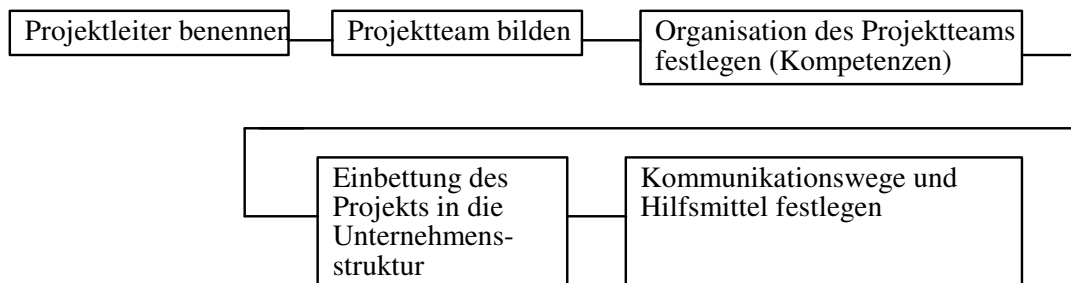 Projektleiter benennen
Projektteam bilden
Organisation des Projektteams
festlegen (Kompetenzen)
Einbettung des
Projekts in die
Unternehmens-
struktur
Kommunikationswege und
Hilfsmittel festlegen